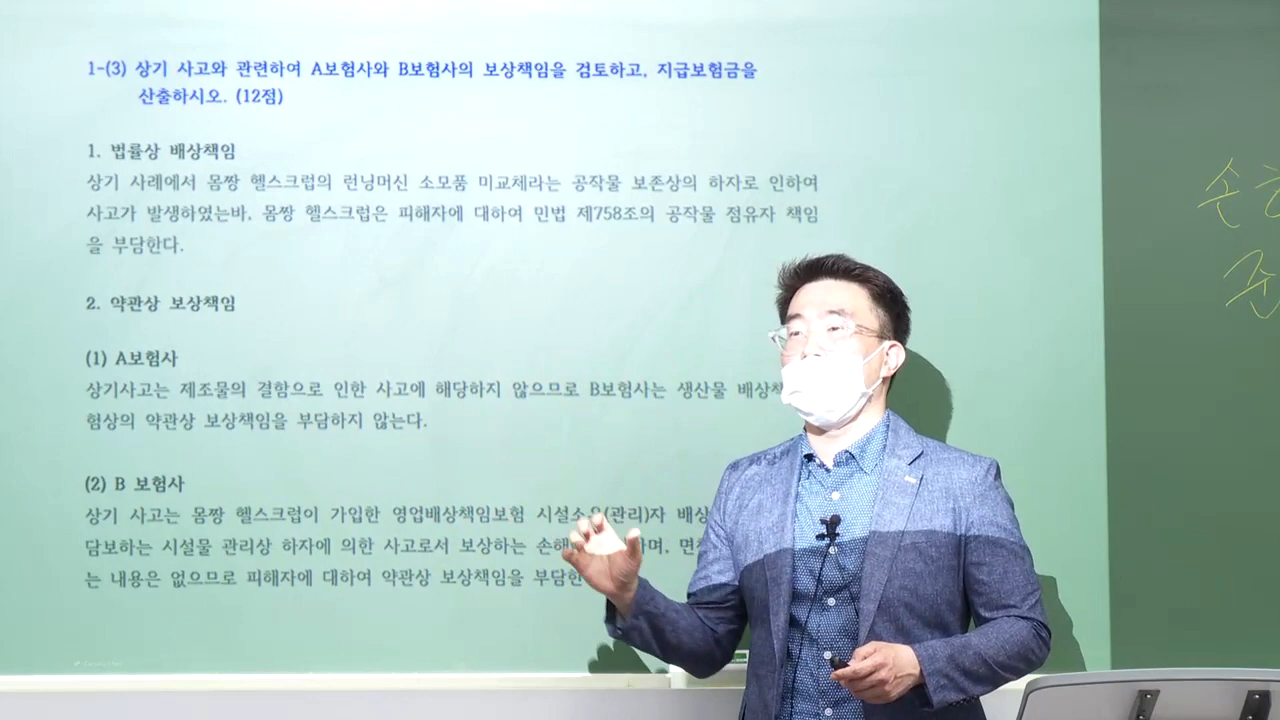 1-(3) 상기 사고와 관련하여 A보험사와 B보험사의 보상책임을 검토하고, 지급보험금을
산출하시오. (12점)
1. 법률상 배상책임
상기 사례에서 몸짱 헬스크럽의 런닝머신 소모품 미교체라는 공작물 보존상의 하자로 인하여
사고가 발생하였는바, 몸짱 헬스크럽은 피해자에 대하여 민법 제758조의 공작물 점유자 책임
을 부담한다.
2. 약관상 보상책임
(1) A보험사
상기사고는 제조물의 결함으로 인한 사고에 해당하지 않으므로 B보험사는 생산물 배상책
험상의 약관상 보상책임을 부담하지 않는다.
(2) B 보험사
상기 사고는 몸짱 헬스크럽이 가입한 영업배상책임보험 시설소유(관리)자 배상
담보하는 시설물 관리상 하자에 의한 사고로서 보상하는 손해 며, 면
는 내용은 없으므로 피해자에 대하여 약관상 보상책임을 부담한
손
준